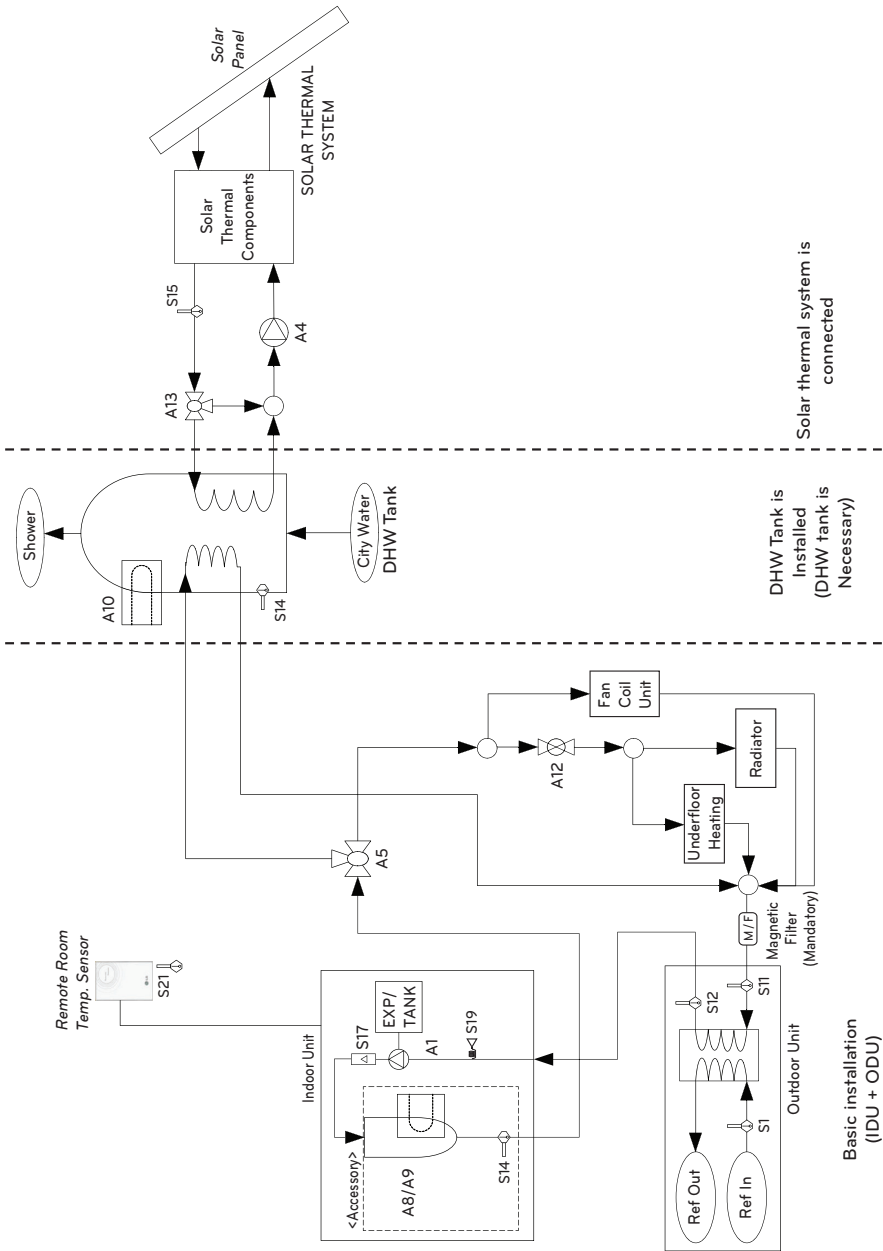 Solar
Panel
SOLAR THERMAL
SYSTEM
Solar
Thermal
Components
S15
A13
A4
Solar thermal system is
connected
Shower
A10
S14
City Water
DHW Tank
DHW Tank is
Installed
(DHW tank is
Necessary)
Remote Room
Temp. Sensor
S21
Indoor Unit
EXP/
TANK
S17
A1
S19
<Accessory>
A8/A9
S14
A5
A12
Fan
Coil
Unit
Radiator
Underfloor
Heating
M / F
Magnetic
Filter
(Mandatory)
S12
S11
S1
Ref Out
Ref In
Outdoor Unit
Basic installation
(IDU + ODU)